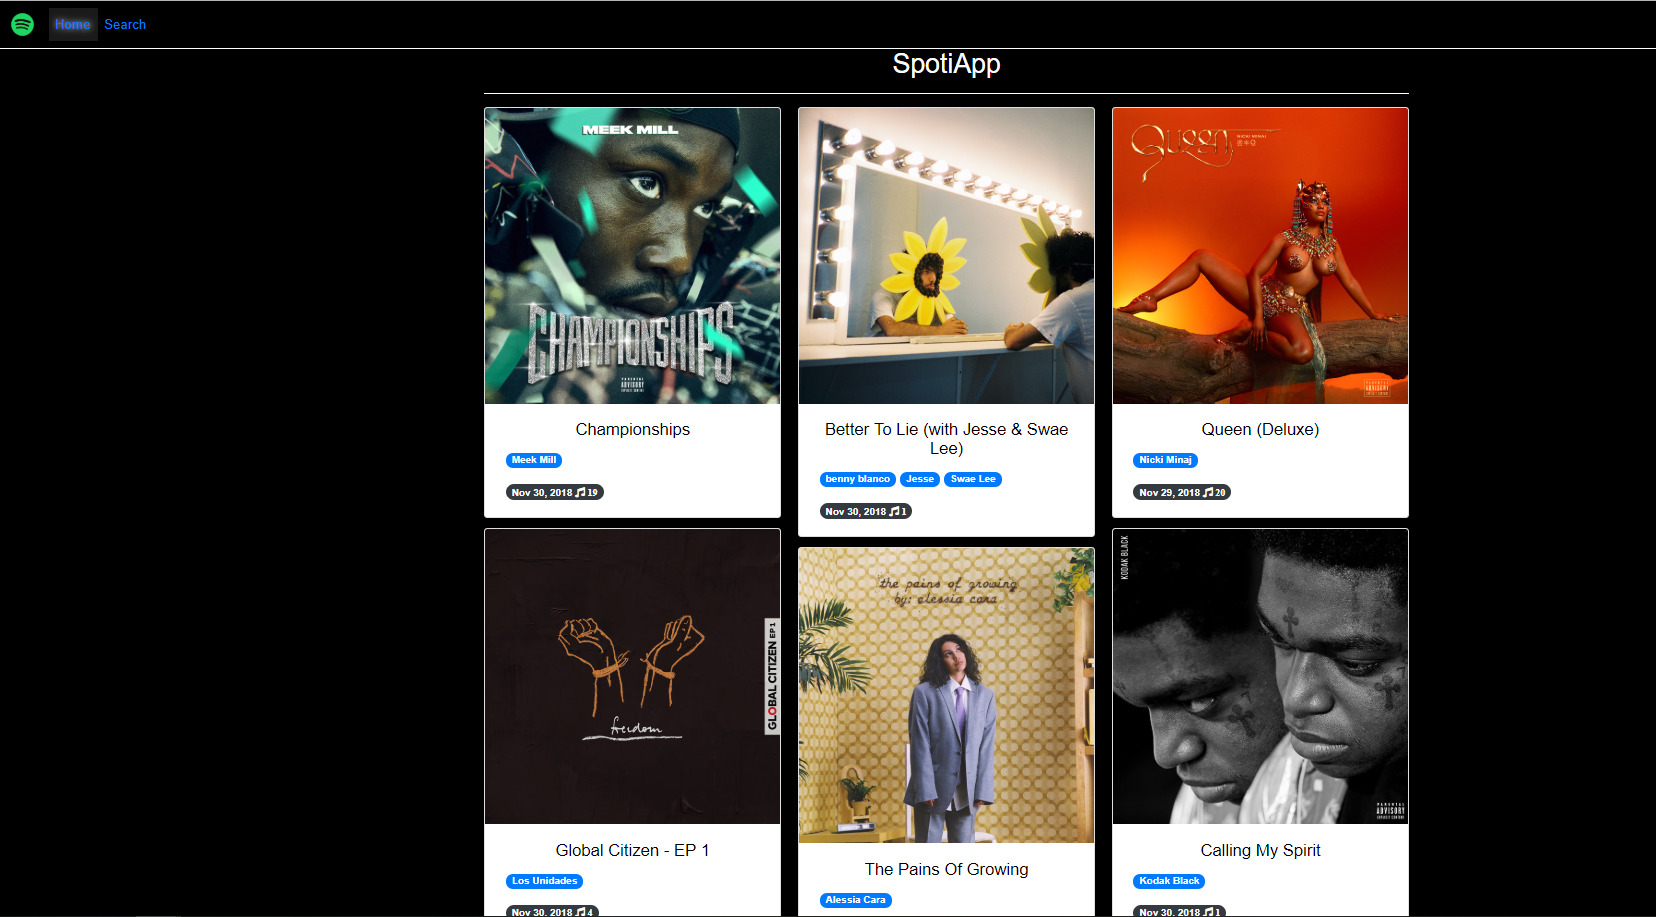 Home Search
SpotiApp
MEEK MILL
CHAMPIONSHIPS
PARENTAL
ADVISORY
EXPLICIT CONTENT
Championships
Meek Mill
Nov 30, 2018 19
Better To Lie (with Jesse & Swae
Lee)
benny blanco Jesse Swae Lee
Nov 30, 2018 1
QUEEN
NICKI MINAJ
PARENTAL
ADVISORY
EXPLICIT CONTENT
Queen (Deluxe)
Nicki Minaj
Nov 29, 2018 20
freedom
GLOBAL CITIZEN EP 1
Global Citizen - EP 1
Los Unidades
Nov 30, 2018 4
the pains of growing
by: alessia cara
The Pains Of Growing
Alessia Cara
KODAK BLACK
PARENTAL
ADVISORY
EXPLICIT CONTENT
Calling My Spirit
Kodak Black
Nov 30, 2018 1